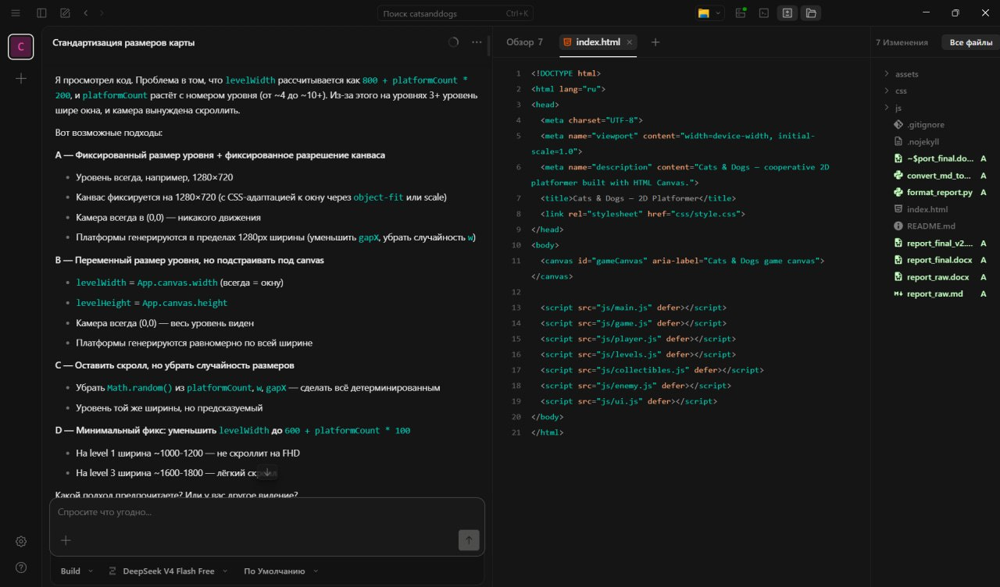 Поиск catsanddogs Ctrl+K
C
Стандартизация размеров карты
Я просмотрел код. Проблема в том, что levelWidth рассчитывается как 800 + platformCount *
200, и platformCount растёт с номером уровня (от ~4 до ~10+). Из-за этого на уровнях 3+ уровень
шире окна, и камера вынуждена скроллить.
Вот возможные подходы:
A — Фиксированный размер уровня + фиксированное разрешение канваса
• Уровень всегда, например, 1280×720
• Канвас фиксируется на 1280×720 (с CSS-адаптацией к окну через object-fit или scale)
• Камера всегда в (0,0) — никакого движения
• Платформы генерируются в пределах 1280px ширины (уменьшить gapX, убрать случайность w)
B — Переменный размер уровня, но подстраивать под canvas
• levelWidth = App.canvas.width (всегда = окну)
• levelHeight = App.canvas.height
• Камера всегда (0,0) — весь уровень виден
• Платформы генерируются равномерно по всей ширине
C — Оставить скролл, но убрать случайность размеров
• Убрать Math.random() из platformCount, w, gapX — сделать всё детерминированным
• Уровень той же ширины, но предсказуемый
D — Минимальный фикс: уменьшить levelWidth до 600 + platformCount * 100
• На level 1 ширина ~1000-1200 — не скроллит на FHD
• На level 3 ширина ~1600-1800 — лёгкий скролл
Какой подход предпочитаете? Или у вас другое видение?
Спросите что угодно...
Build DeepSeek V4 Flash Free По Умолчанию
Обзор 7 index.html
1 <!DOCTYPE html>
2 <html lang="ru">
3 <head>
4 <meta charset="UTF-8">
5 <meta name="viewport" content="width=device-width, initial-
scale=1.0">
6 <meta name="description" content="Cats & Dogs — cooperative 2D
platformer built with HTML Canvas.">
7 <title>Cats & Dogs — 2D Platformer</title>
8 <link rel="stylesheet" href="css/style.css">
9 </head>
10 <body>
11 <canvas id="gameCanvas" aria-label="Cats & Dogs game canvas">
</canvas>
12
13 <script src="js/main.js" defer></script>
14 <script src="js/game.js" defer></script>
15 <script src="js/player.js" defer></script>
16 <script src="js/levels.js" defer></script>
17 <script src="js/collectibles.js" defer></script>
18 <script src="js/enemy.js" defer></script>
19 <script src="js/ui.js" defer></script>
20 </body>
21 </html>
7 Изменения Все файлы
assets
css
js
.gitignore
.nojekyll
~$port_final.do... A
convert_md_to... A
format_report.py A
index.html
README.md
report_final_v2.... A
report_final.docx A
report_raw.docx A
report_raw.md A